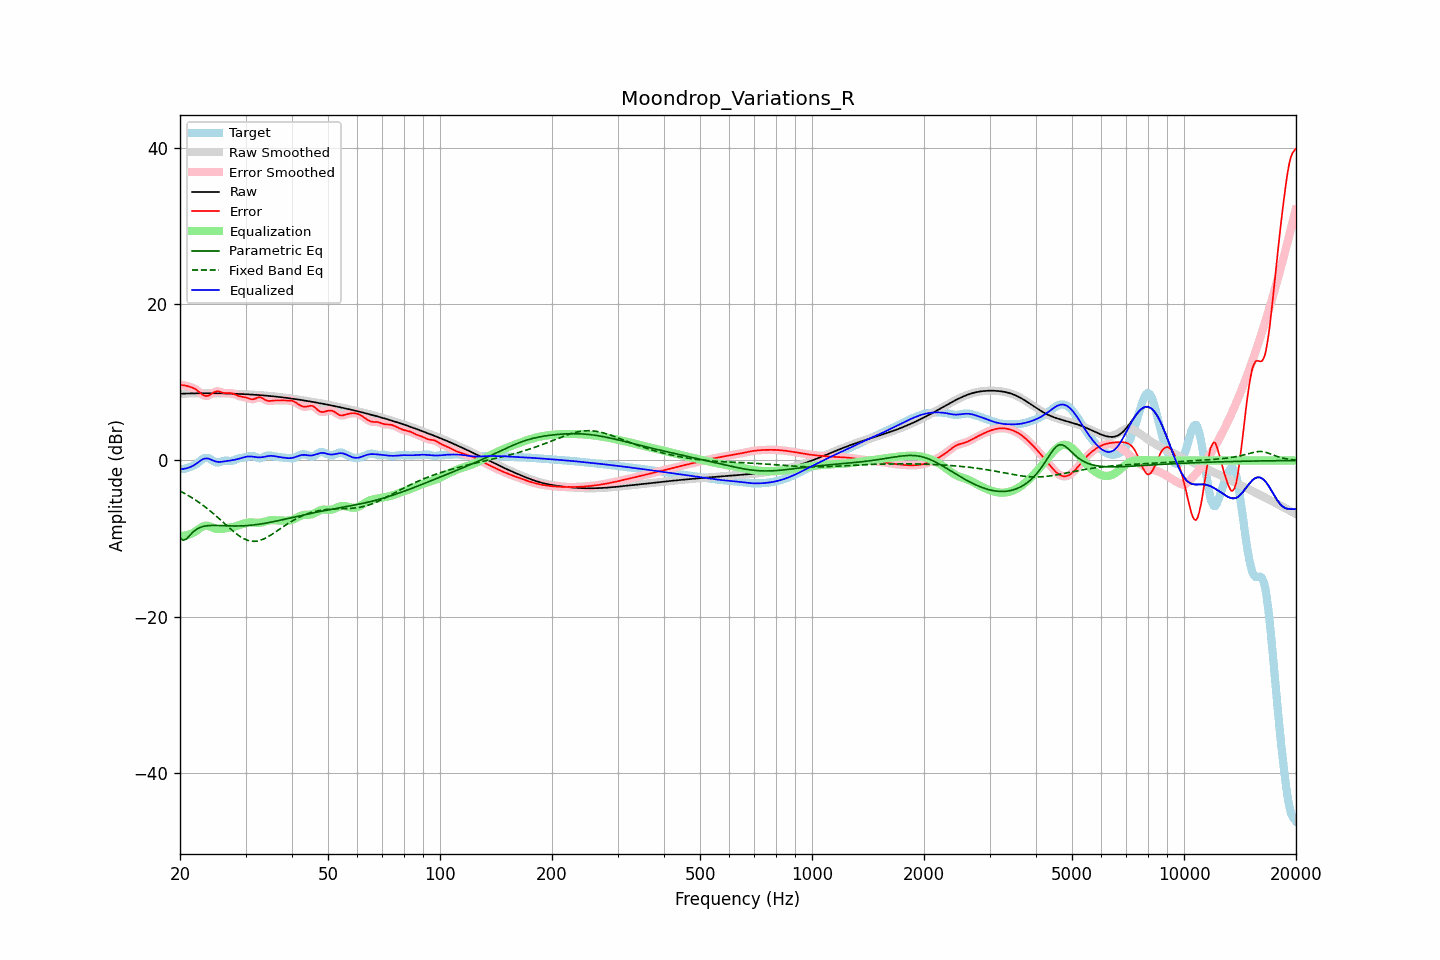 Moondrop_Variations_R
Target
Raw Smoothed
Error Smoothed
Raw
Error
Equalization
Parametric Eq
Fixed Band Eq
Equalized
40
20
0
−20
−40
Amplitude (dBr)
20 50 100 200 500 1000 2000 5000 10000 20000
Frequency (Hz)